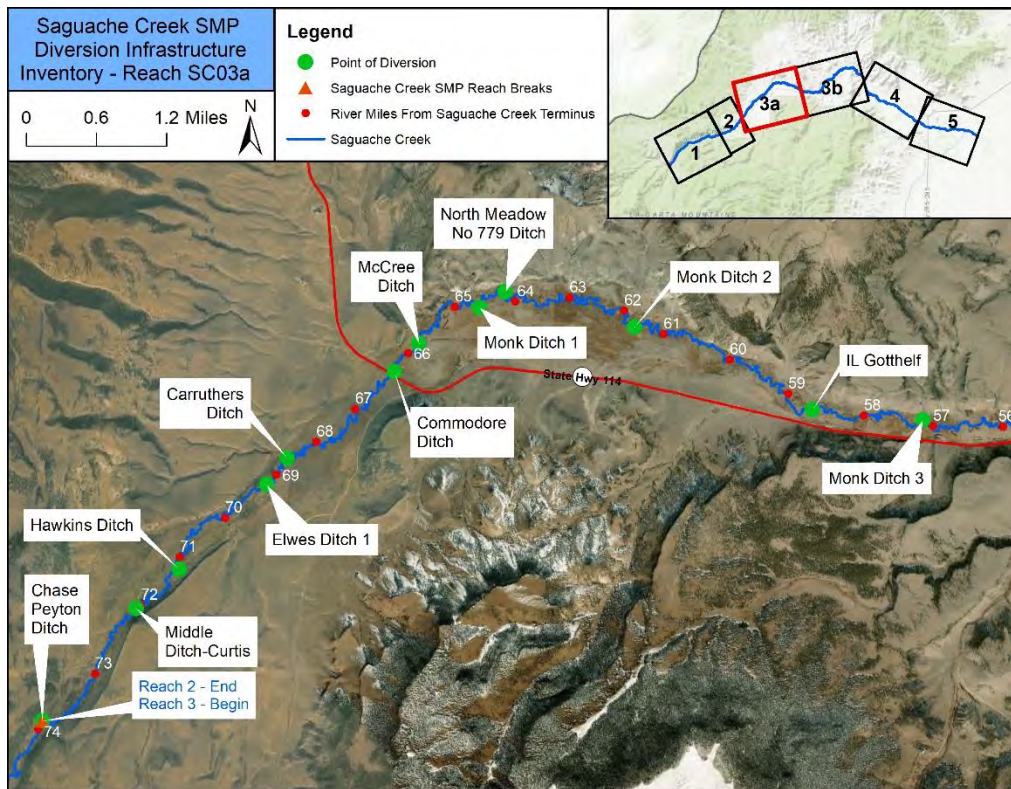 Saguache Creek SMP
Diversion Infrastructure
Inventory - Reach SC03a
0 0.6 1.2 Miles
N
Legend
Point of Diversion
Saguache Creek SMP Reach Breaks
River Miles From Saguache Creek Terminus
Saguache Creek
1
2
3a
3b
4
5
North Meadow
No 779 Ditch
McCree
Ditch
Monk Ditch 2
65
64
63
62
61
Monk Ditch 1
66
60
IL Gotthelf
State Hwy 114
59
Carruthers
Ditch
67
Commodore
Ditch
58
57
56
68
69
Monk Ditch 3
70
Elwes Ditch 1
Hawkins Ditch
71
Chase
Peyton
Ditch
72
Middle
Ditch-Curtis
73
Reach 2 - End
Reach 3 - Begin
74